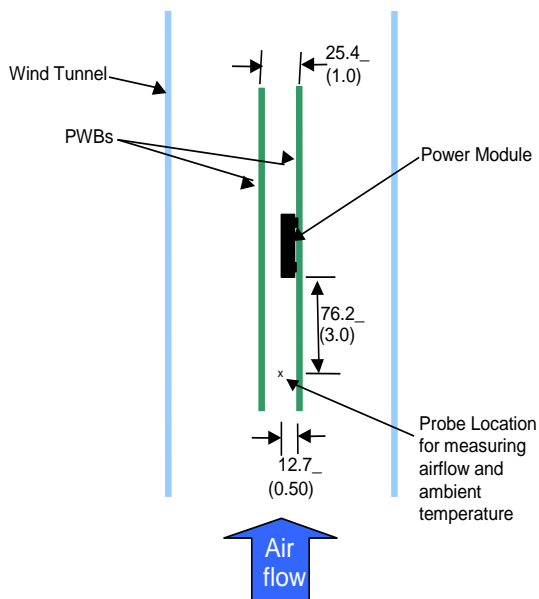 25.4_
(1.0)
Wind Tunnel
PWBs
Power Module
76.2_
(3.0)
x
Probe Location
for measuring
airflow and
ambient
temperature
12.7_
(0.50)
Air
flow